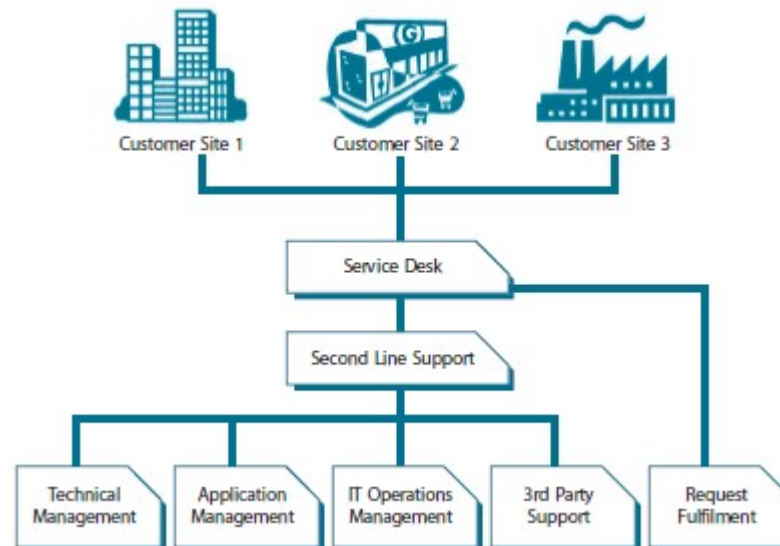 G
Customer Site 1
Customer Site 2
Customer Site 3
Service Desk
Second Line Support
Technical
Management
Application
Management
IT Operations
Management
3rd Party
Support
Request
Fulfilment